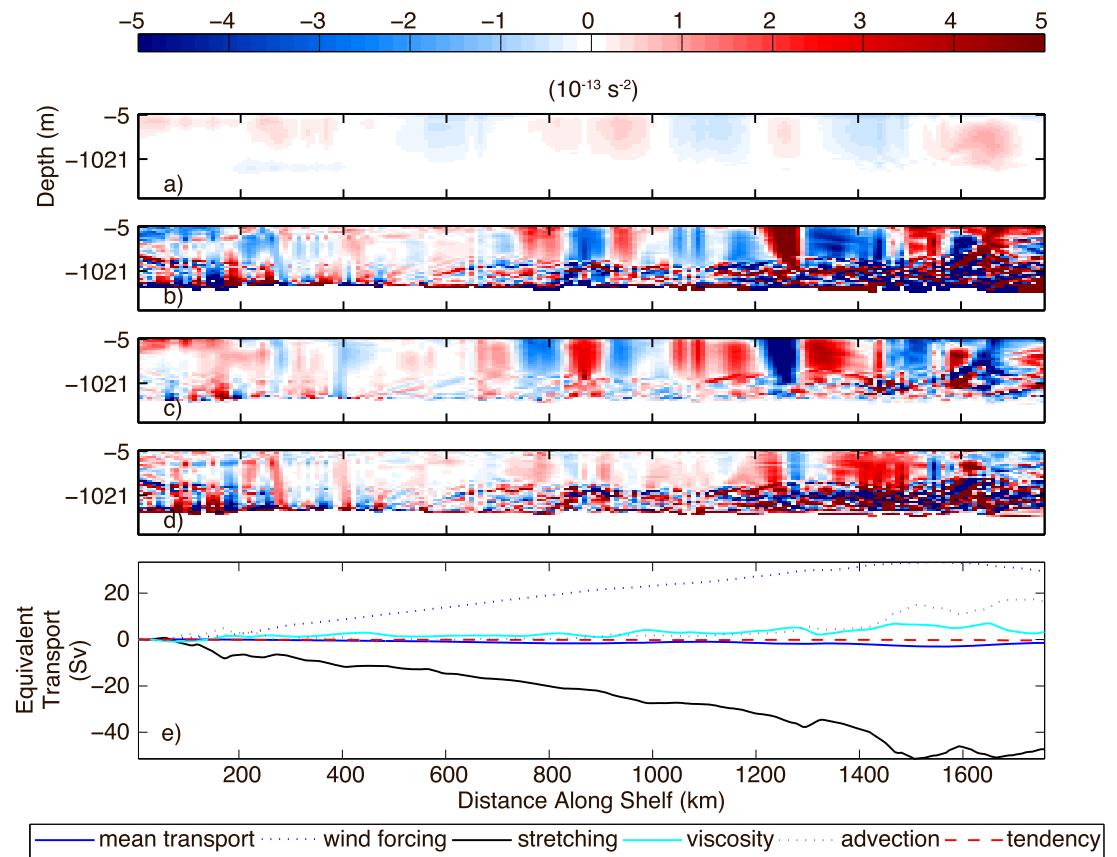 −5 −4 −3 −2 −1 0 1 2 3 4 5
(10⁻¹³ s⁻²)
Depth (m)
−5
−1021
a)
−5
−1021
b)
−5
−1021
c)
−5
−1021
d)
Equivalent
Transport
(Sv)
20
0
−20
−40
e)
200 400 600 800 1000 1200 1400 1600
Distance Along Shelf (km)
mean transport wind forcing stretching viscosity advection tendency